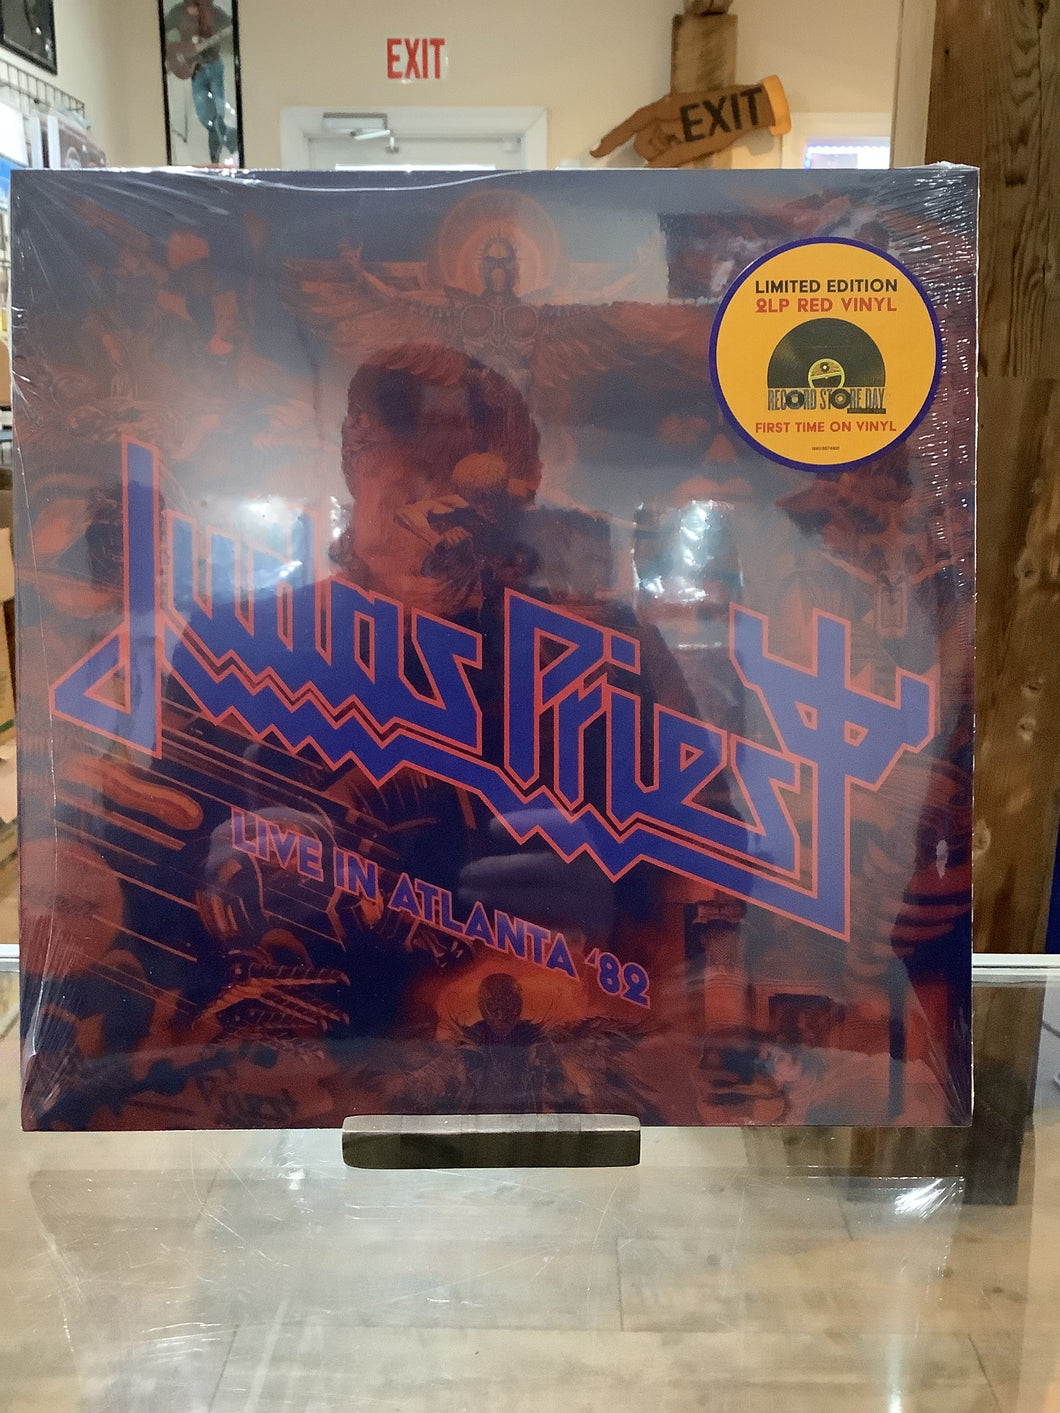 EXIT
EXIT
LIMITED EDITION
2LP RED VINYL
RECORD STORE DAY
FIRST TIME ON VINYL
Judas Priest
LIVE IN ATLANTA '82